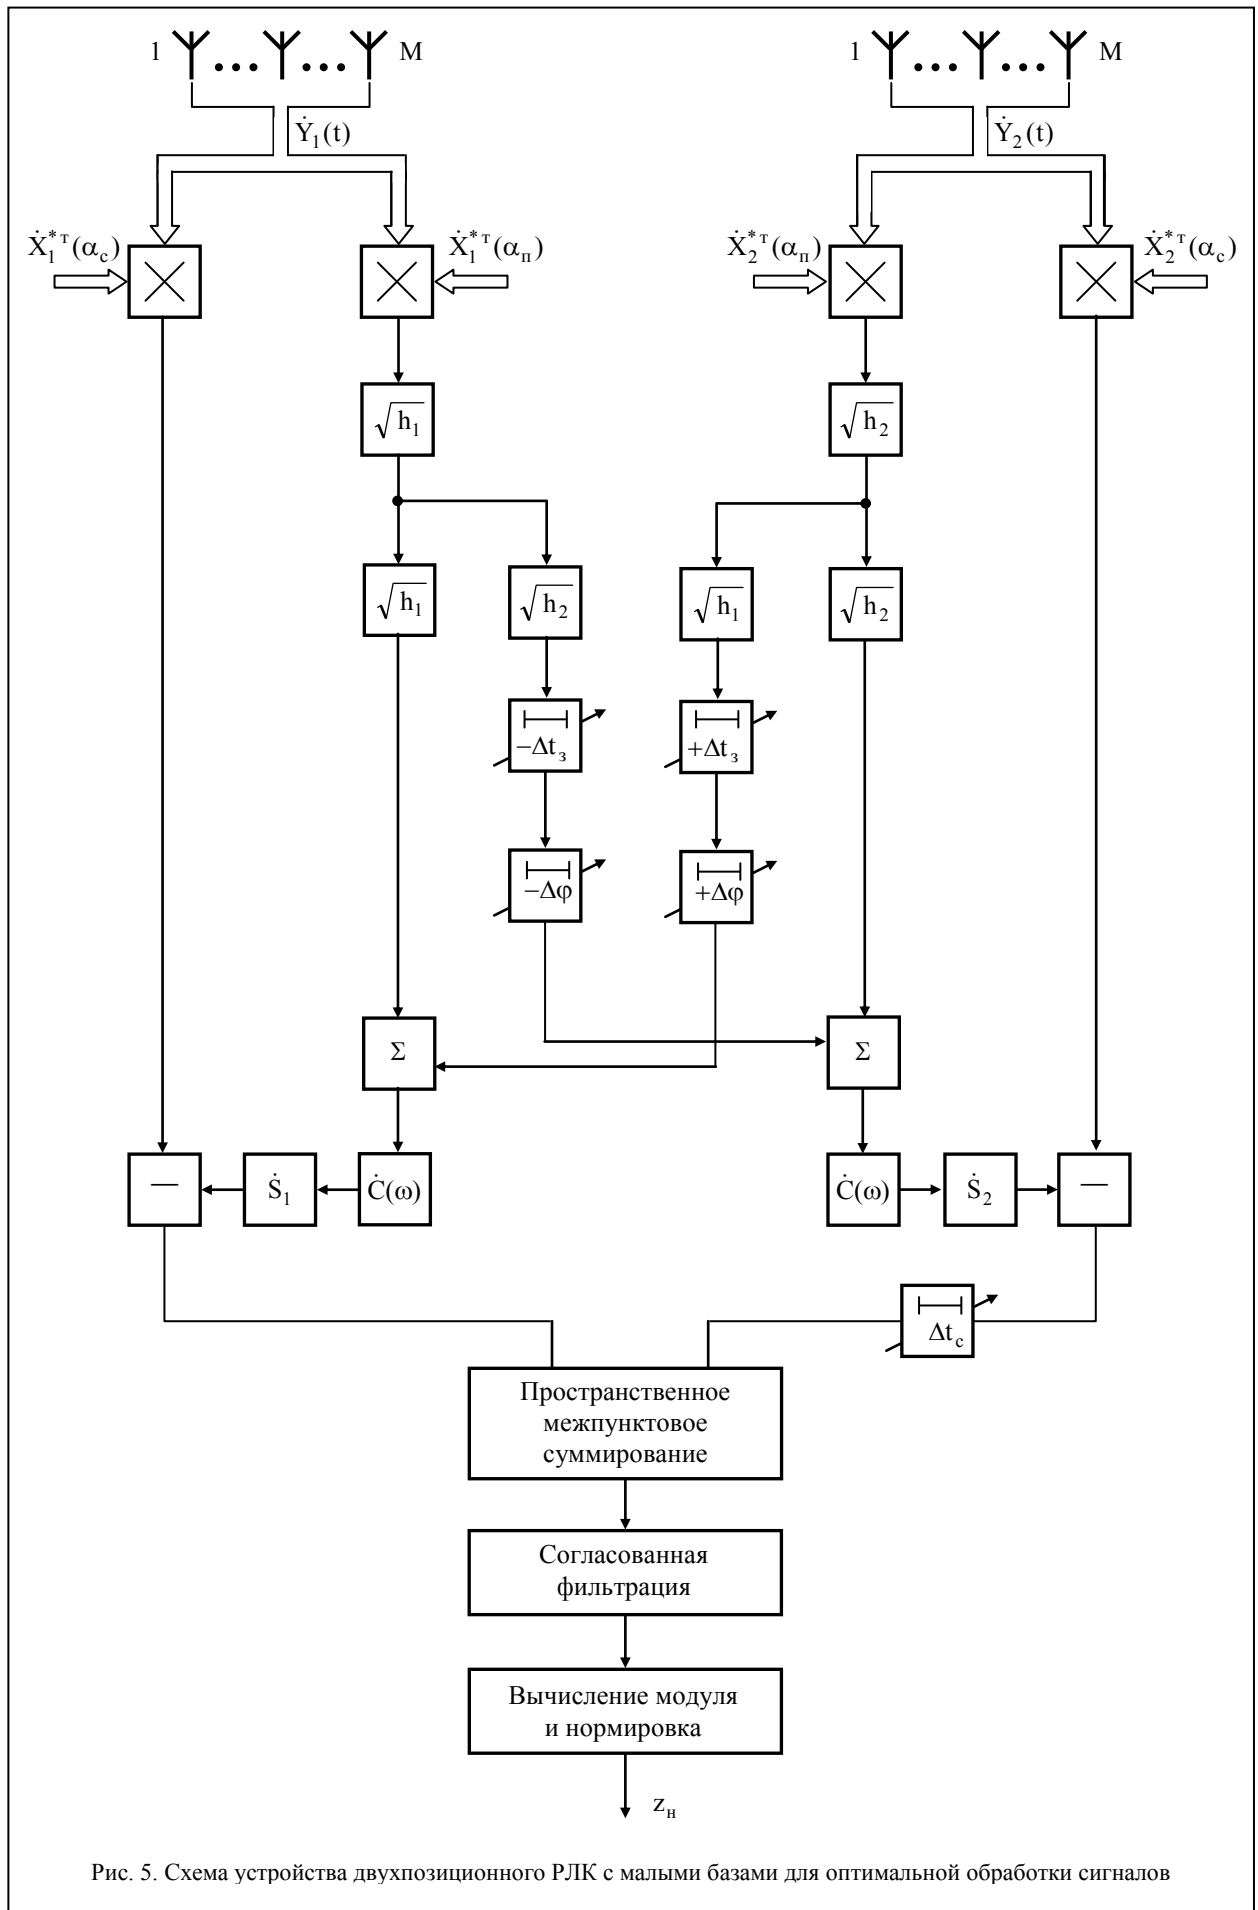 1 ... ... M 1 ... ... M
Ẏ₁(t) Ẏ₂(t)
Ẋ₁*ᵀ(αс) Ẋ₁*ᵀ(αп) Ẋ₂*ᵀ(αп) Ẋ₂*ᵀ(αс)
√h₁ √h₂
√h₁ √h₂ √h₁ √h₂
−Δtз +Δtз
−Δφ +Δφ
Σ Σ
— Ṡ₁ Ċ(ω) Ċ(ω) Ṡ₂ —
Δtс
Пространственное
межпунктовое
суммирование
Согласованная
фильтрация
Вычисление модуля
и нормировка
zн
Рис. 5. Схема устройства двухпозиционного РЛК с малыми базами для оптимальной обработки сигналов